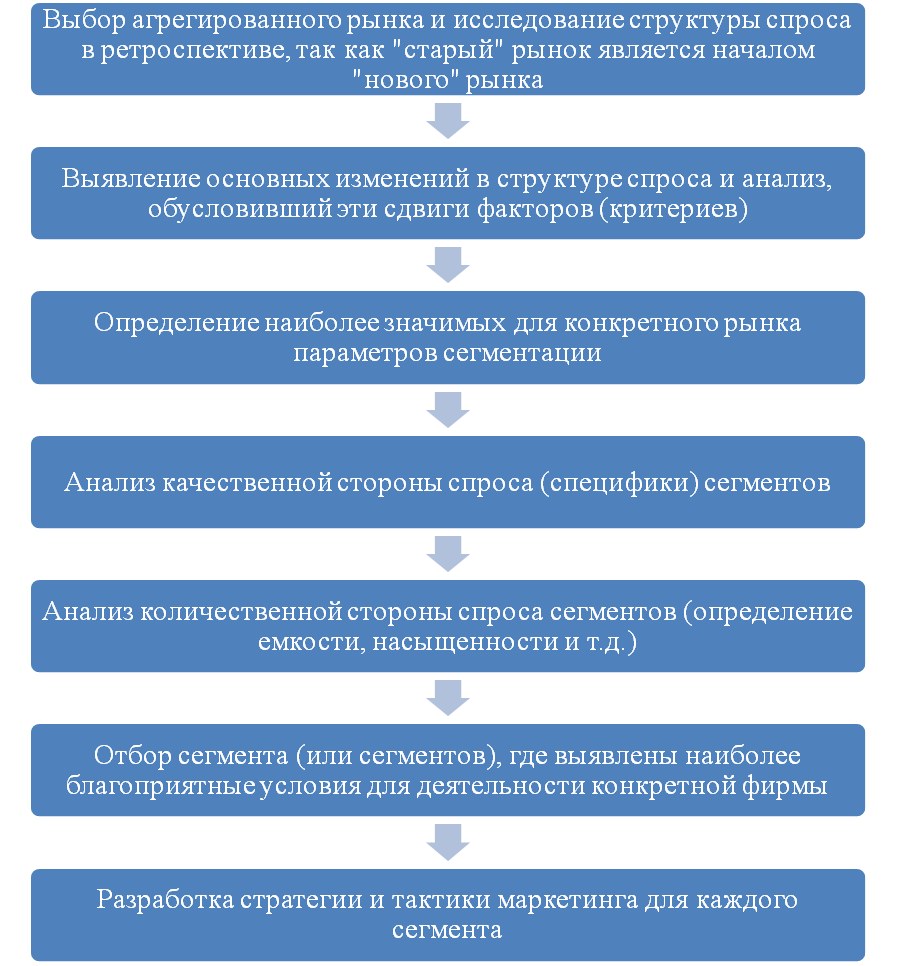 Выбор агрегированного рынка и исследование структуры спроса
в ретроспективе, так как "старый" рынок является началом
"нового" рынка
Выявление основных изменений в структуре спроса и анализ,
обусловивший эти сдвиги факторов (критериев)
Определение наиболее значимых для конкретного рынка
параметров сегментации
Анализ качественной стороны спроса (специфики) сегментов
Анализ количественной стороны спроса сегментов (определение
емкости, насыщенности и т.д.)
Отбор сегмента (или сегментов), где выявлены наиболее
благоприятные условия для деятельности конкретной фирмы
Разработка стратегии и тактики маркетинга для каждого
сегмента